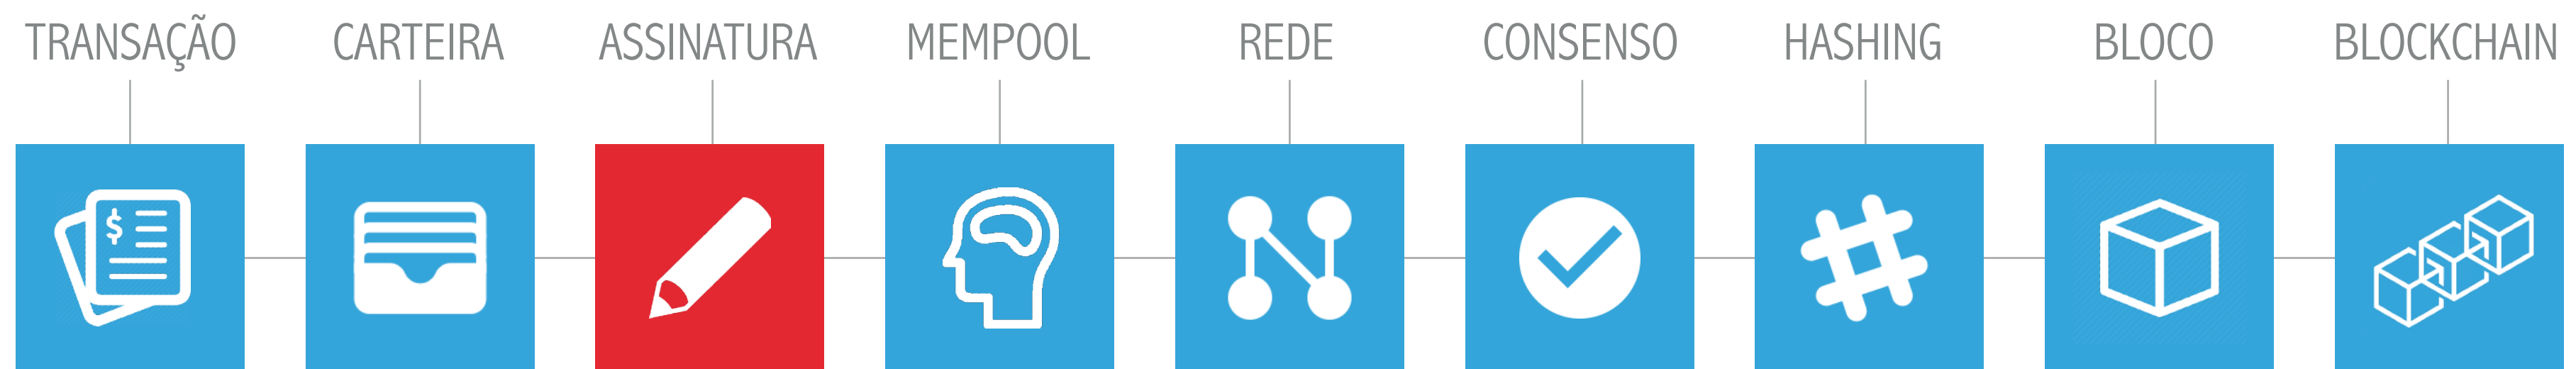 TRANSAÇÃO CARTEIRA ASSINATURA MEMPOOL REDE CONSENSO HASHING BLOCO BLOCKCHAIN
$